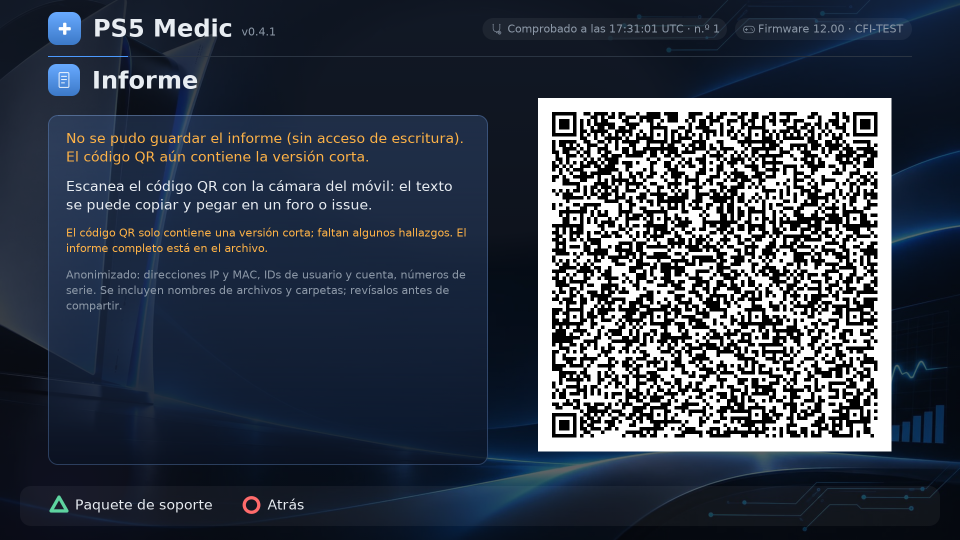 PS5 Medic v0.4.1
Comprobado a las 17:31:01 UTC · n.º 1
Firmware 12.00 · CFI-TEST
Informe
No se pudo guardar el informe (sin acceso de escritura).
El código QR aún contiene la versión corta.
Escanea el código QR con la cámara del móvil: el texto
se puede copiar y pegar en un foro o issue.
El código QR solo contiene una versión corta; faltan algunos hallazgos. El
informe completo está en el archivo.
Anonimizado: direcciones IP y MAC, IDs de usuario y cuenta, números de
serie. Se incluyen nombres de archivos y carpetas; revísalos antes de
compartir.
Paquete de soporte
Atrás